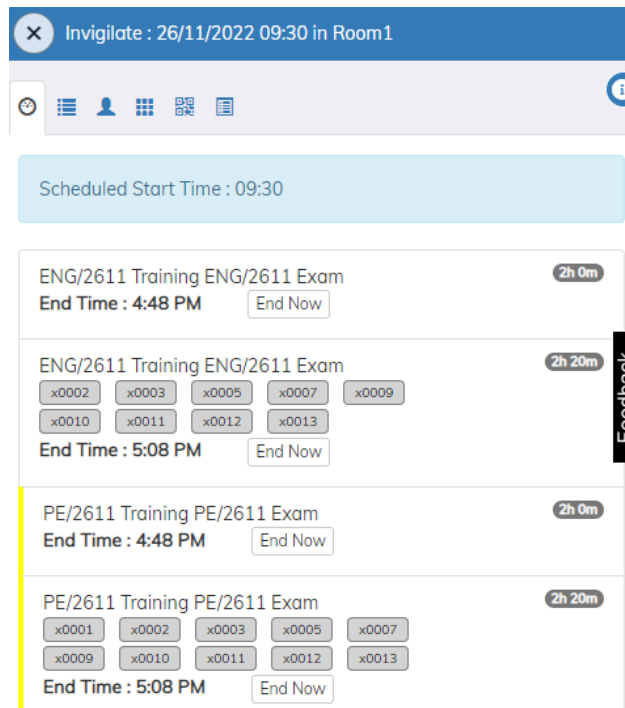 Invigilate : 26/11/2022 09:30 in Room1
Scheduled Start Time : 09:30
ENG/2611 Training ENG/2611 Exam 2h 0m
End Time : 4:48 PM End Now
ENG/2611 Training ENG/2611 Exam 2h 20m
x0002 x0003 x0005 x0007 x0009
x0010 x0011 x0012 x0013
End Time : 5:08 PM End Now
Feedback
PE/2611 Training PE/2611 Exam 2h 0m
End Time : 4:48 PM End Now
PE/2611 Training PE/2611 Exam 2h 20m
x0001 x0002 x0003 x0005 x0007
x0009 x0010 x0011 x0012 x0013
End Time : 5:08 PM End Now